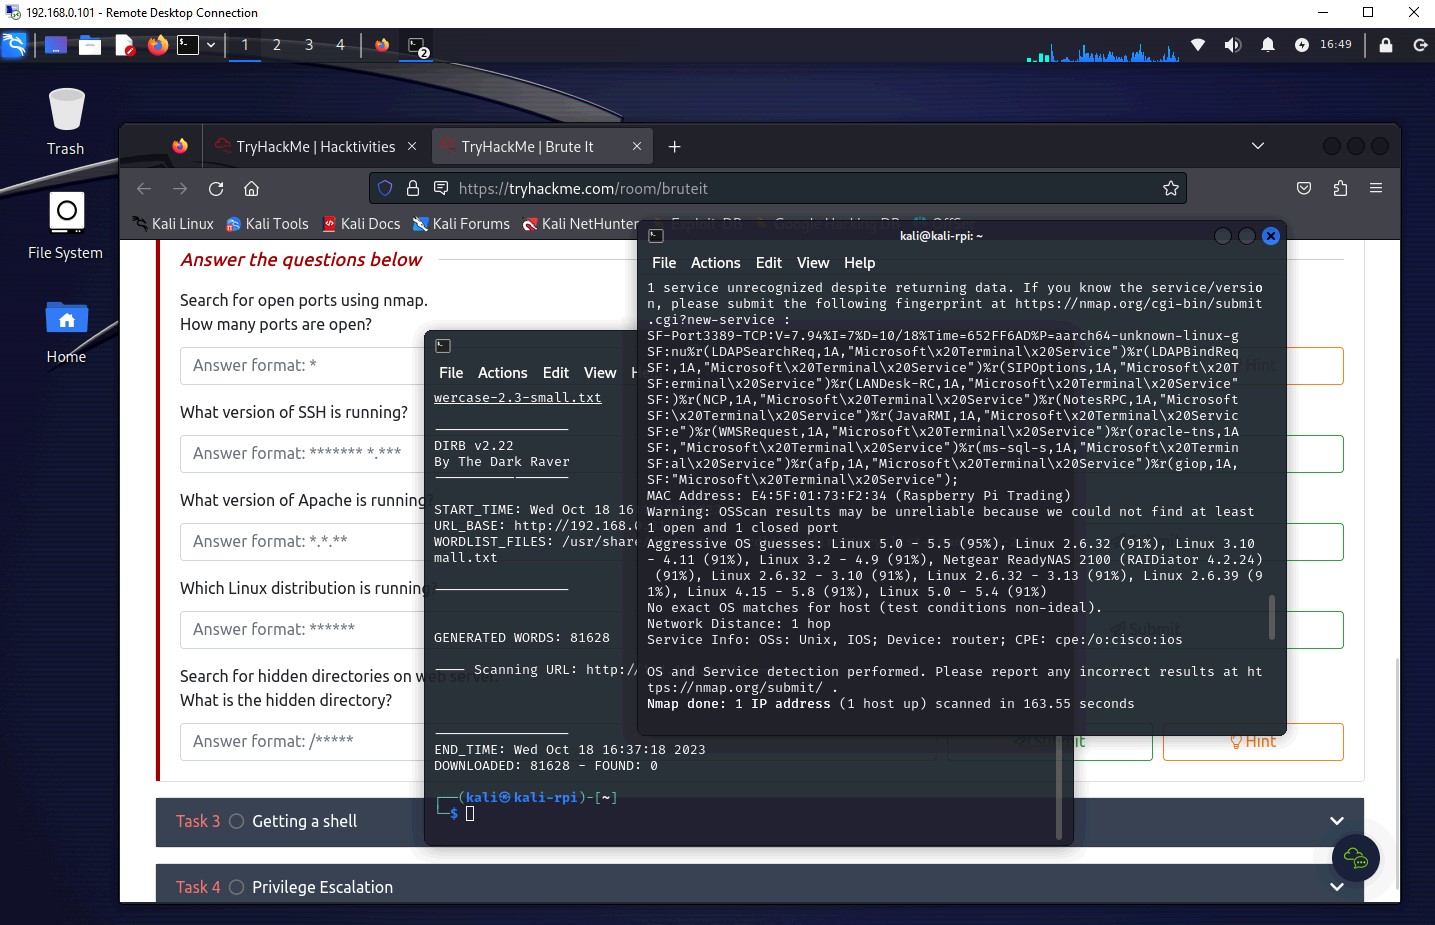 192.168.0.101 - Remote Desktop Connection
1 2 3 4
2
16:49
Trash
File System
Home
TryHackMe | Hacktivities
TryHackMe | Brute It
https://tryhackme.com/room/bruteit
Kali Linux
Kali Tools
Kali Docs
Kali Forums
Kali NetHunter
Exploit-DB
Google Hacking DB
OffSec
Answer the questions below
Search for open ports using nmap.
How many ports are open?
Answer format: *
Hint
What version of SSH is running?
Answer format: ******* *.***
What version of Apache is running?
Answer format: *.*.**
Which Linux distribution is running?
Answer format: ******
Submit
Search for hidden directories on web server.
What is the hidden directory?
Answer format: /*****
Submit
Hint
Task 3 Getting a shell
Task 4 Privilege Escalation
File Actions Edit View H
wercase-2.3-small.txt
DIRB v2.22
By The Dark Raver
START_TIME: Wed Oct 18 16
URL_BASE: http://192.168.0
WORDLIST_FILES: /usr/share
mall.txt
GENERATED WORDS: 81628
---- Scanning URL: http://
END_TIME: Wed Oct 18 16:37:18 2023
DOWNLOADED: 81628 - FOUND: 0
┌──(kali㉿kali-rpi)-[~]
└─$
kali@kali-rpi: ~
File Actions Edit View Help
1 service unrecognized despite returning data. If you know the service/versio
n, please submit the following fingerprint at https://nmap.org/cgi-bin/submit
.cgi?new-service :
SF-Port3389-TCP:V=7.94%I=7%D=10/18%Time=652FF6AD%P=aarch64-unknown-linux-g
SF:nu%r(LDAPSearchReq,1A,"Microsoft\x20Terminal\x20Service")%r(LDAPBindReq
SF:,1A,"Microsoft\x20Terminal\x20Service")%r(SIPOptions,1A,"Microsoft\x20T
SF:erminal\x20Service")%r(LANDesk-RC,1A,"Microsoft\x20Terminal\x20Service"
SF:)%r(NCP,1A,"Microsoft\x20Terminal\x20Service")%r(NotesRPC,1A,"Microsoft
SF:\x20Terminal\x20Service")%r(JavaRMI,1A,"Microsoft\x20Terminal\x20Servic
SF:e")%r(WMSRequest,1A,"Microsoft\x20Terminal\x20Service")%r(oracle-tns,1A
SF:,"Microsoft\x20Terminal\x20Service")%r(ms-sql-s,1A,"Microsoft\x20Termin
SF:al\x20Service")%r(afp,1A,"Microsoft\x20Terminal\x20Service")%r(giop,1A,
SF:"Microsoft\x20Terminal\x20Service");
MAC Address: E4:5F:01:73:F2:34 (Raspberry Pi Trading)
Warning: OSScan results may be unreliable because we could not find at least
1 open and 1 closed port
Aggressive OS guesses: Linux 5.0 - 5.5 (95%), Linux 2.6.32 (91%), Linux 3.10
- 4.11 (91%), Linux 3.2 - 4.9 (91%), Netgear ReadyNAS 2100 (RAIDiator 4.2.24)
(91%), Linux 2.6.32 - 3.10 (91%), Linux 2.6.32 - 3.13 (91%), Linux 2.6.39 (9
1%), Linux 4.15 - 5.8 (91%), Linux 5.0 - 5.4 (91%)
No exact OS matches for host (test conditions non-ideal).
Network Distance: 1 hop
Service Info: OSs: Unix, IOS; Device: router; CPE: cpe:/o:cisco:ios
OS and Service detection performed. Please report any incorrect results at ht
tps://nmap.org/submit/ .
Nmap done: 1 IP address (1 host up) scanned in 163.55 seconds